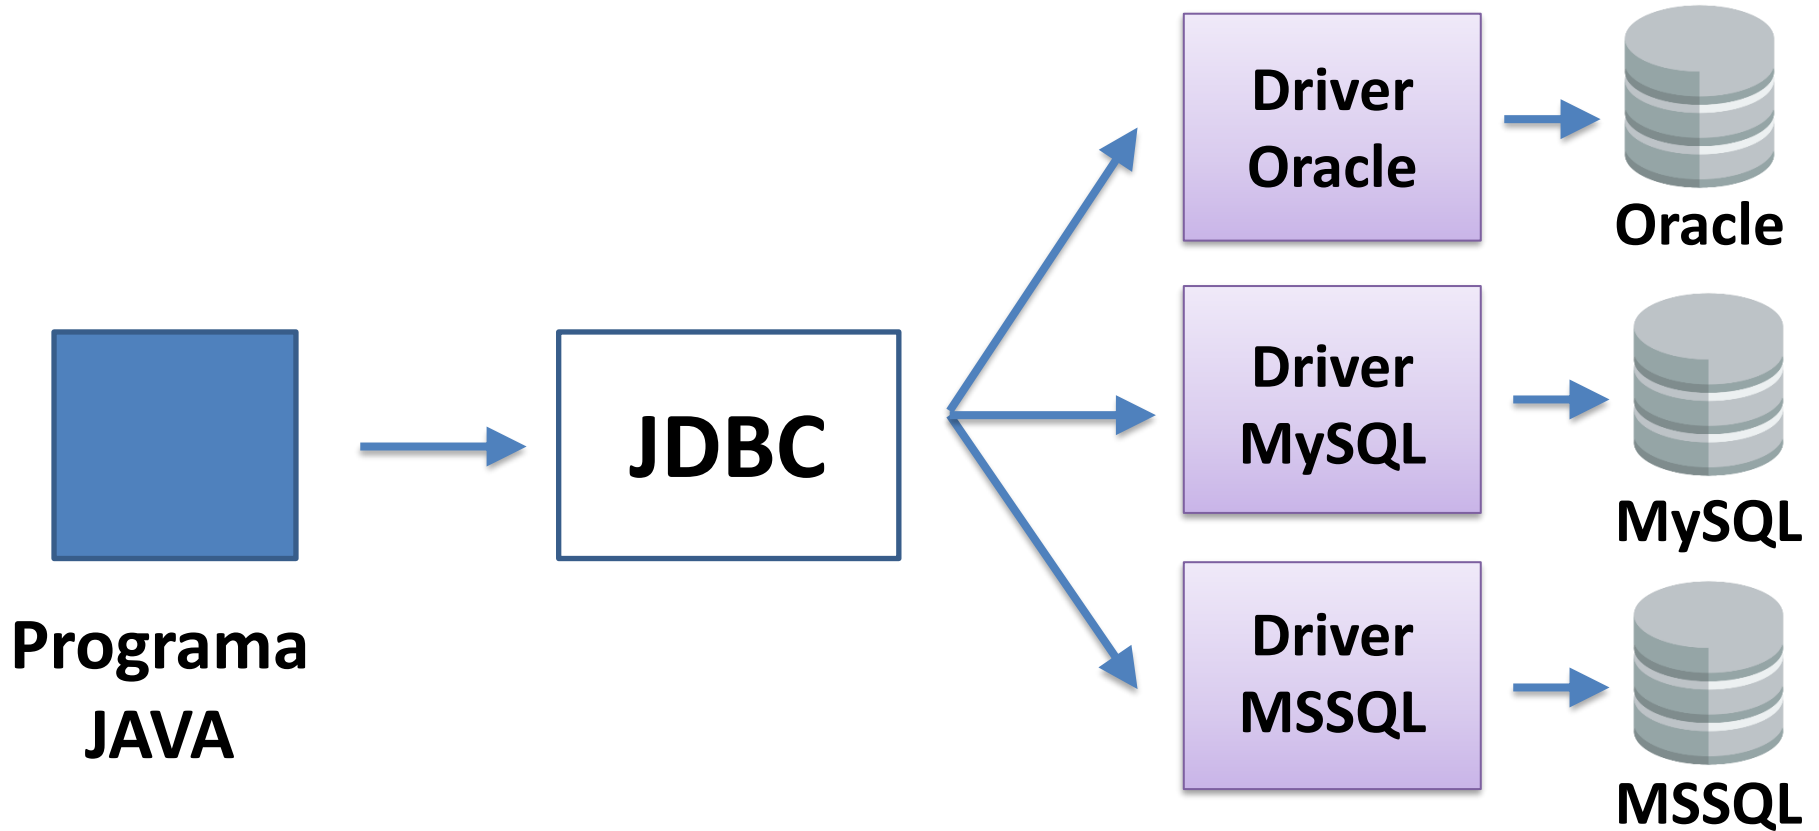 Programa
JAVA
JDBC
Driver
Oracle
Oracle
Driver
MySQL
MySQL
Driver
MSSQL
MSSQL